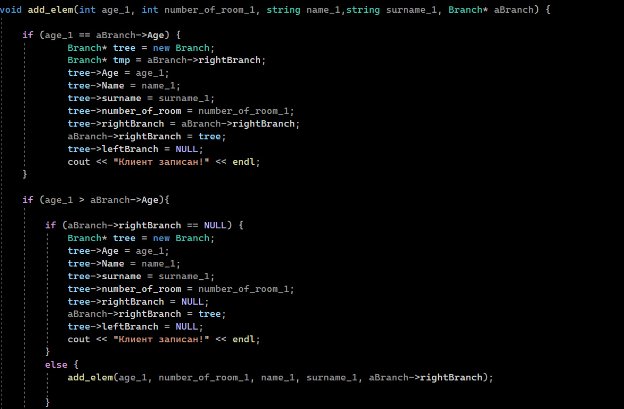 void add_elem(int age_1, int number_of_room_1, string name_1,string surname_1, Branch* aBranch) {
if (age_1 == aBranch->Age) {
Branch* tree = new Branch;
Branch* tmp = aBranch->rightBranch;
tree->Age = age_1;
tree->Name = name_1;
tree->surname = surname_1;
tree->number_of_room = number_of_room_1;
tree->rightBranch = aBranch->rightBranch;
aBranch->rightBranch = tree;
tree->leftBranch = NULL;
cout << "Клиент записан!" << endl;
}
if (age_1 > aBranch->Age){
if (aBranch->rightBranch == NULL) {
Branch* tree = new Branch;
tree->Age = age_1;
tree->Name = name_1;
tree->surname = surname_1;
tree->number_of_room = number_of_room_1;
tree->rightBranch = NULL;
aBranch->rightBranch = tree;
tree->leftBranch = NULL;
cout << "Клиент записан!" << endl;
}
else {
add_elem(age_1, number_of_room_1, name_1, surname_1, aBranch->rightBranch);
}